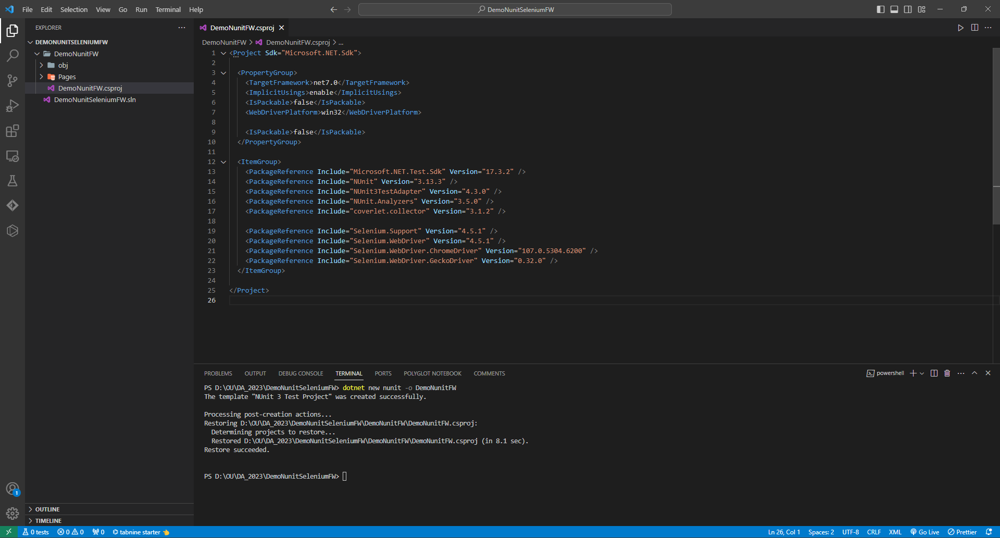 File Edit Selection View Go Run Terminal Help
DemoNunitSeleniumFW
EXPLORER
DEMONUNITSELENIUMFW
DemoNunitFW
obj
Pages
DemoNunitFW.csproj
DemoNunitSeleniumFW.sln
OUTLINE
TIMELINE
DemoNunitFW.csproj
DemoNunitFW > DemoNunitFW.csproj > ...
1 <Project Sdk="Microsoft.NET.Sdk">
2
3 <PropertyGroup>
4 <TargetFramework>net7.0</TargetFramework>
5 <ImplicitUsings>enable</ImplicitUsings>
6 <IsPackable>false</IsPackable>
7 <WebDriverPlatform>win32</WebDriverPlatform>
8
9 <IsPackable>false</IsPackable>
10 </PropertyGroup>
11
12 <ItemGroup>
13 <PackageReference Include="Microsoft.NET.Test.Sdk" Version="17.3.2" />
14 <PackageReference Include="NUnit" Version="3.13.3" />
15 <PackageReference Include="NUnit3TestAdapter" Version="4.3.0" />
16 <PackageReference Include="NUnit.Analyzers" Version="3.5.0" />
17 <PackageReference Include="coverlet.collector" Version="3.1.2" />
18
19 <PackageReference Include="Selenium.Support" Version="4.5.1" />
20 <PackageReference Include="Selenium.WebDriver" Version="4.5.1" />
21 <PackageReference Include="Selenium.WebDriver.ChromeDriver" Version="107.0.5304.6200" />
22 <PackageReference Include="Selenium.WebDriver.GeckoDriver" Version="0.32.0" />
23 </ItemGroup>
24
25 </Project>
26
PROBLEMS OUTPUT DEBUG CONSOLE TERMINAL PORTS POLYGLOT NOTEBOOK COMMENTS
powershell
PS D:\OU\DA_2023\DemoNunitSeleniumFW> dotnet new nunit -o DemoNunitFW
The template "NUnit 3 Test Project" was created successfully.
Processing post-creation actions...
Restoring D:\OU\DA_2023\DemoNunitSeleniumFW\DemoNunitFW\DemoNunitFW.csproj:
Determining projects to restore...
Restored D:\OU\DA_2023\DemoNunitSeleniumFW\DemoNunitFW\DemoNunitFW.csproj (in 8.1 sec).
Restore succeeded.
PS D:\OU\DA_2023\DemoNunitSeleniumFW>
1
0 tests 0 0 0 tabnine starter
Ln 26, Col 1 Spaces: 2 UTF-8 CRLF XML Go Live Prettier